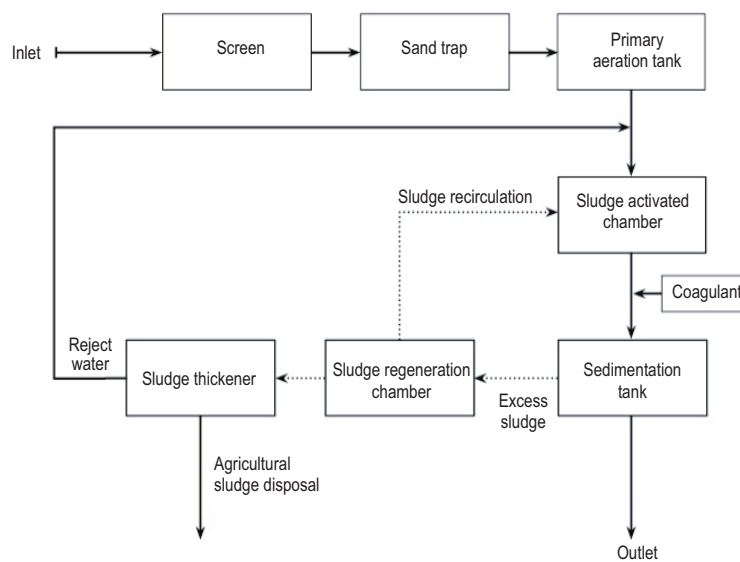 Inlet
Screen
Sand trap
Primary
aeration tank
Sludge recirculation
Sludge activated
chamber
Coagulant
Reject
water
Sludge thickener
Sludge regeneration
chamber
Excess
sludge
Sedimentation
tank
Agricultural
sludge disposal
Outlet